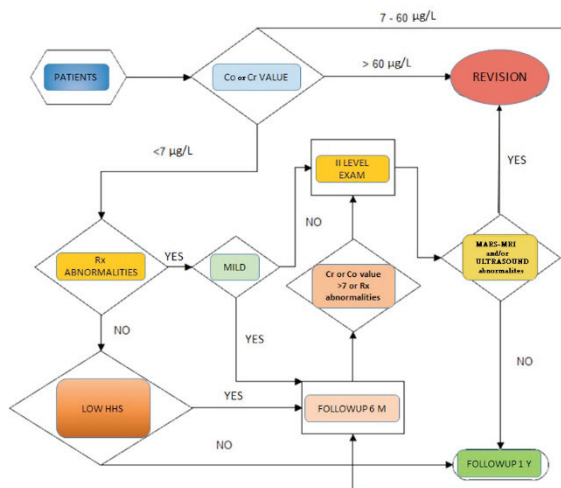 7 - 60 µg/L
PATIENTS
Co or Cr VALUE
> 60 µg/L
REVISION
<7 µg/L
YES
II LEVEL
EXAM
NO
Rx
ABNORMALITIES
YES
MILD
MARS-MRI
and/or
ULTRASOUND
abnormalites
Cr or Co value
>7 or Rx
abnormalities
NO
YES
NO
LOW HHS
YES
FOLLOWUP 6 M
NO
FOLLOWUP 1 Y